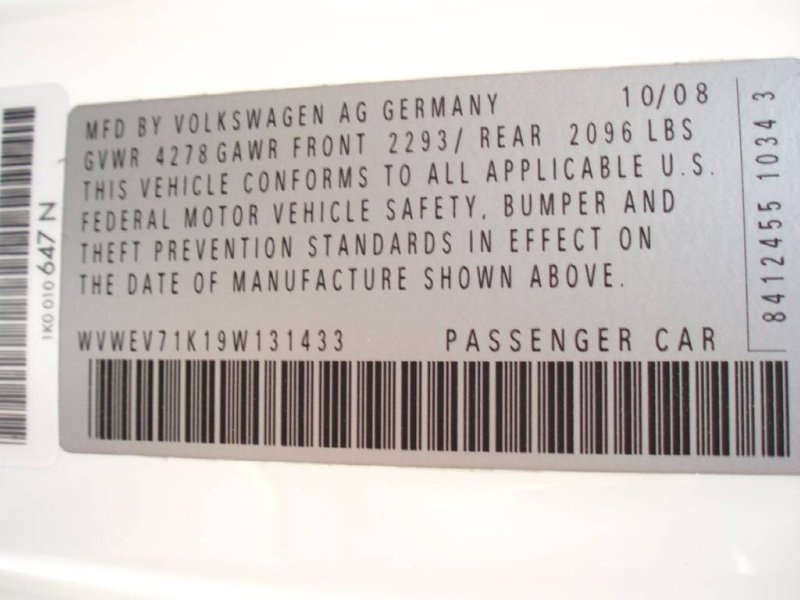 MFD BY VOLKSWAGEN AG GERMANY 10/08
GVWR 4278 GAWR FRONT 2293/ REAR 2096 LBS
THIS VEHICLE CONFORMS TO ALL APPLICABLE U.S.
FEDERAL MOTOR VEHICLE SAFETY, BUMPER AND
THEFT PREVENTION STANDARDS IN EFFECT ON
THE DATE OF MANUFACTURE SHOWN ABOVE.
WVWEV71K19W131433 PASSENGER CAR
8412455 1034 3
1K0 010 647 N